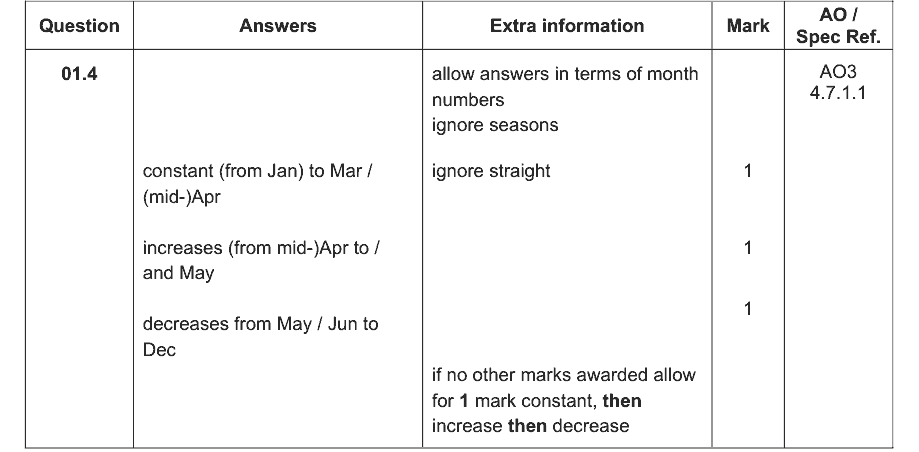 Question Answers Extra information Mark AO /
Spec Ref.
01.4 allow answers in terms of month AO3
numbers 4.7.1.1
ignore seasons
constant (from Jan) to Mar / ignore straight 1
(mid-)Apr
increases (from mid-)Apr to / 1
and May
1
decreases from May / Jun to
Dec
if no other marks awarded allow
for 1 mark constant, then
increase then decrease